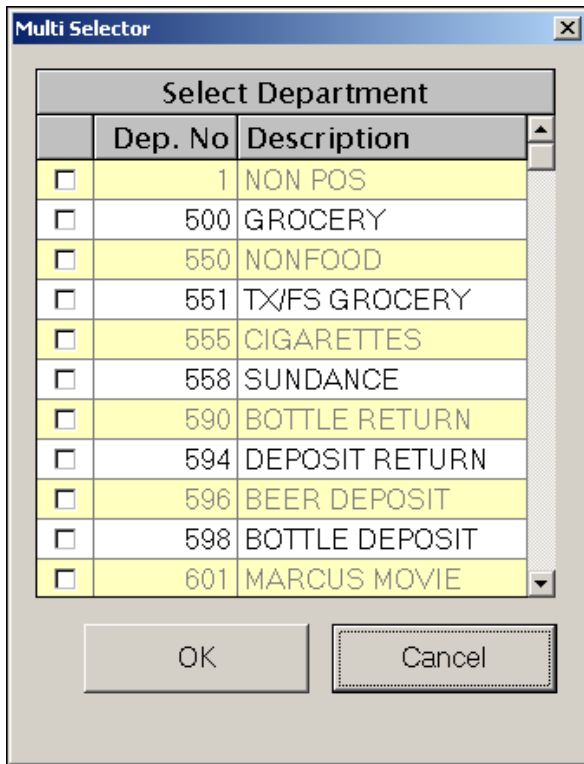 Multi Selector
Select Department
Dep. No Description
1 NON POS
500 GROCERY
550 NONFOOD
551 TX/FS GROCERY
555 CIGARETTES
558 SUNDANCE
590 BOTTLE RETURN
594 DEPOSIT RETURN
596 BEER DEPOSIT
598 BOTTLE DEPOSIT
601 MARCUS MOVIE
OK Cancel